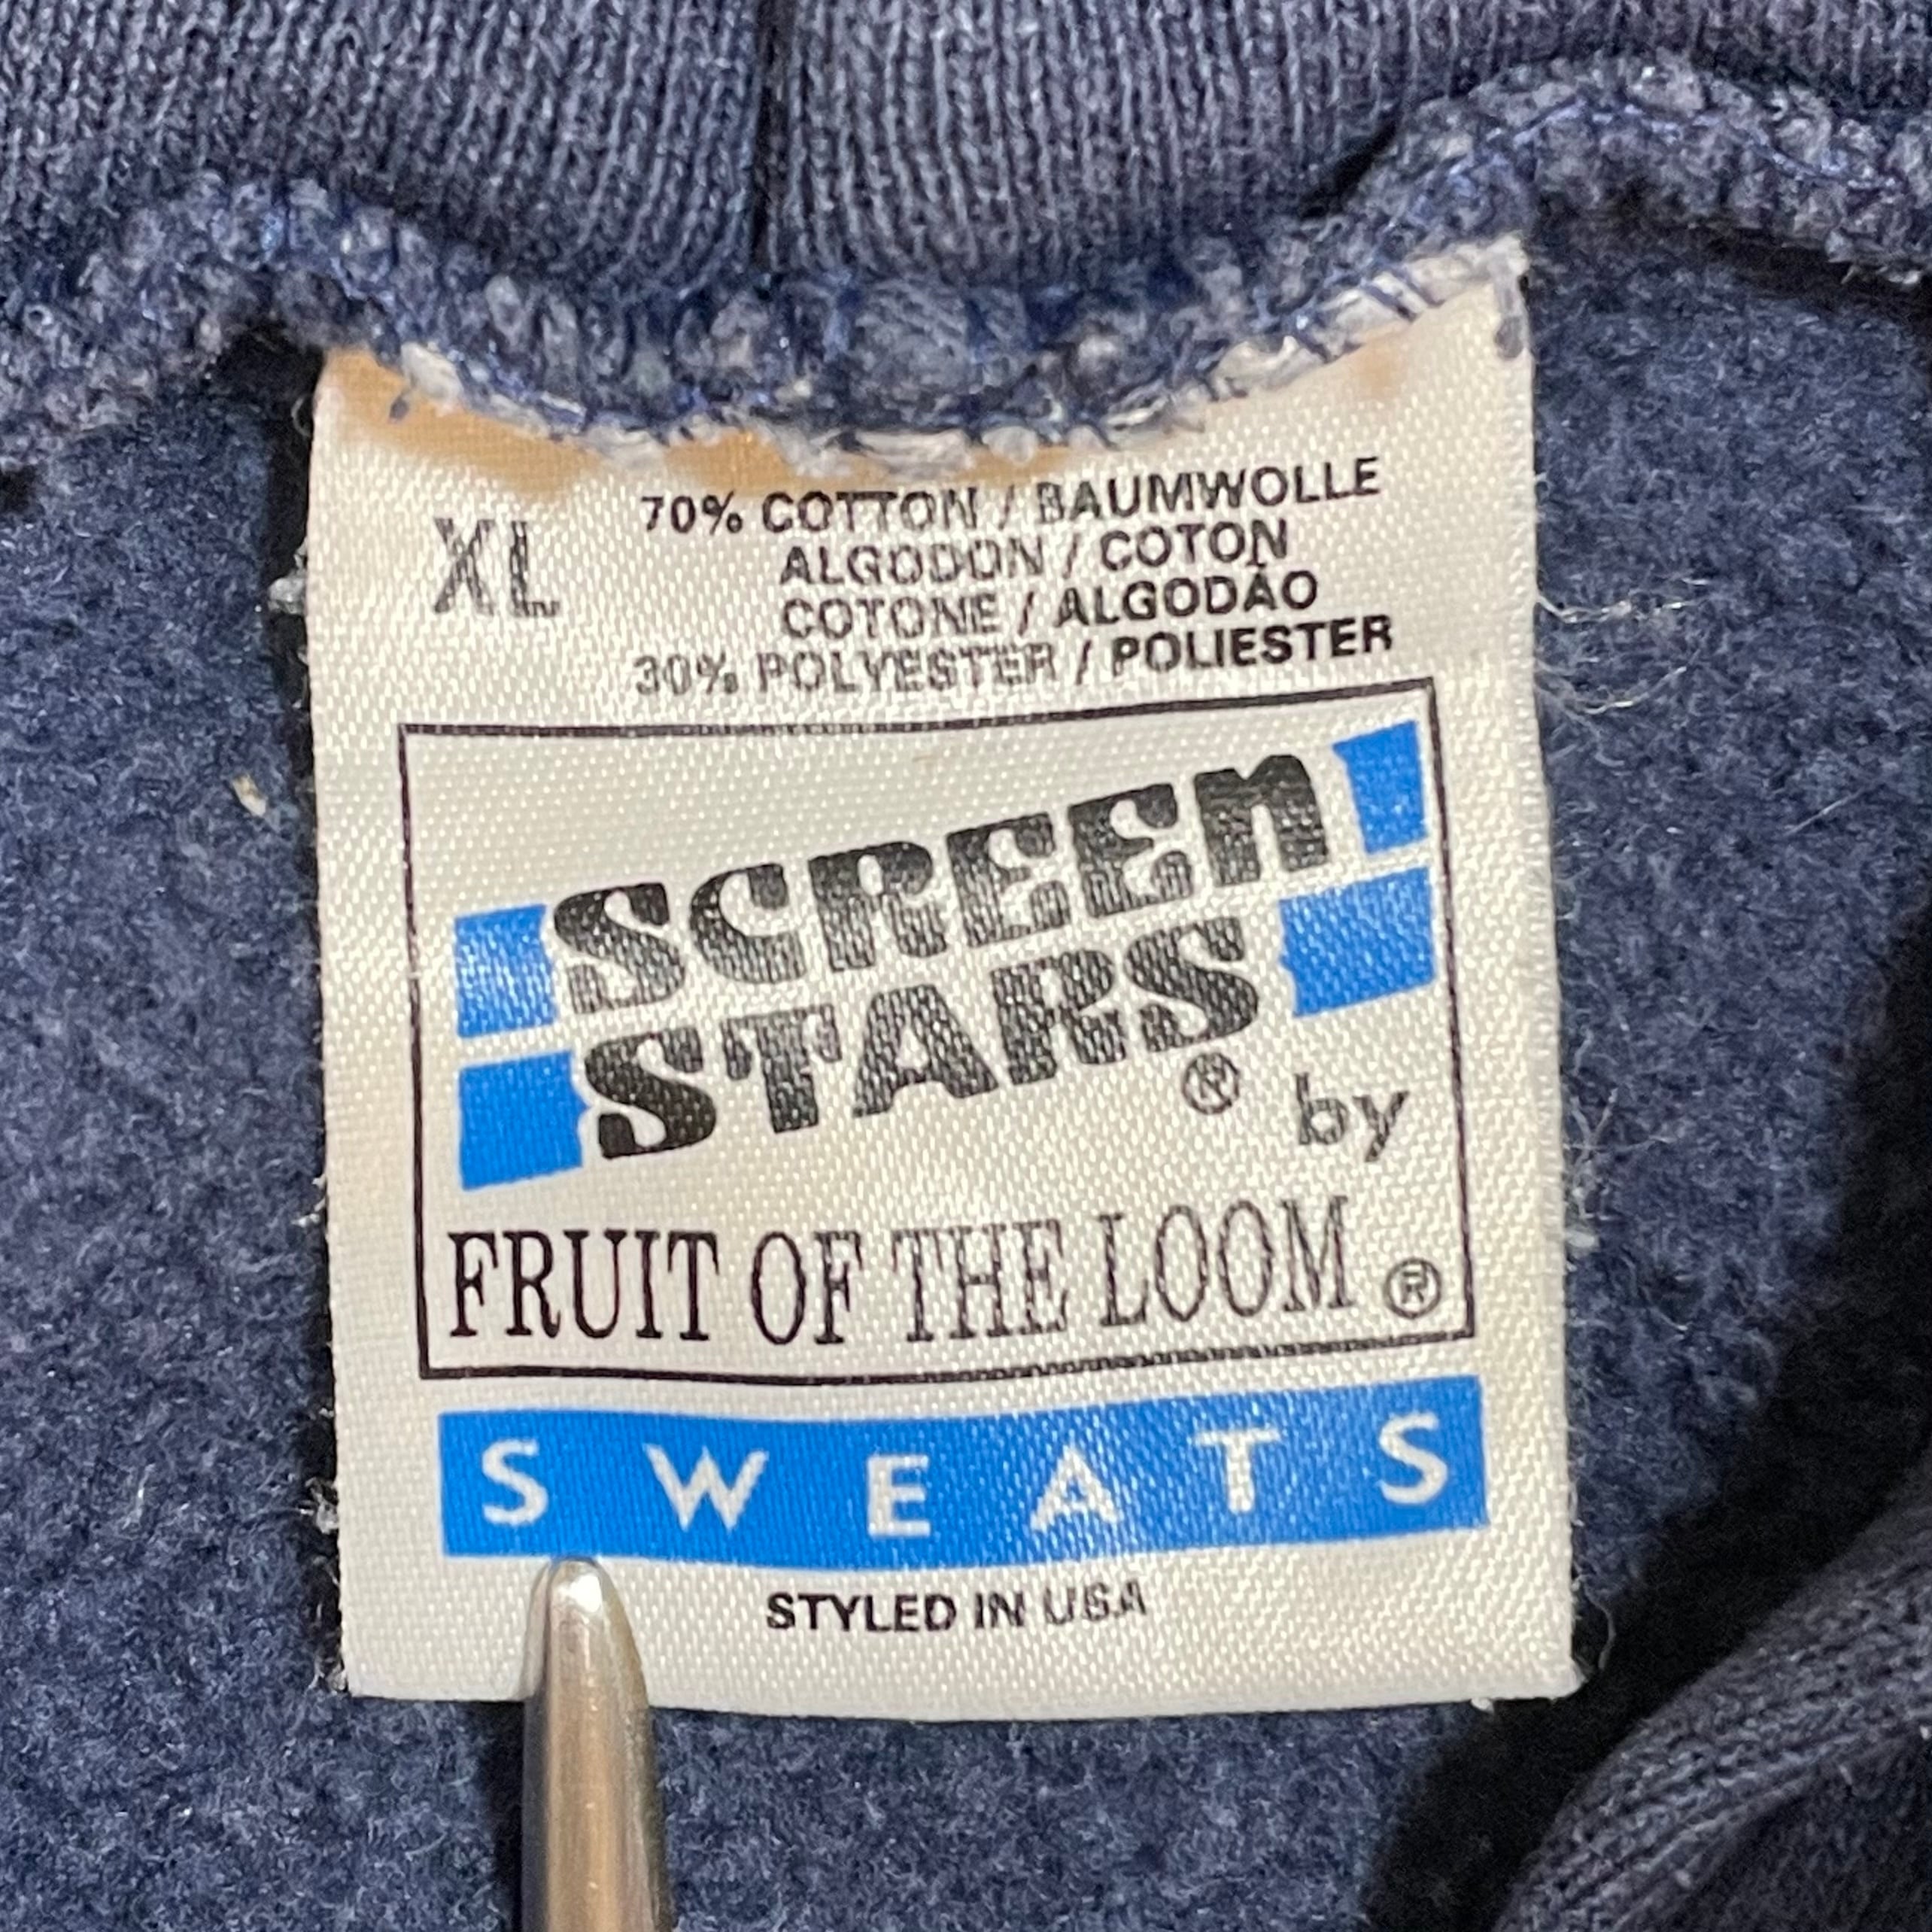 XL
70% COTTON / BAUMWOLLE
ALGODON / COTON
COTONE / ALGODÃO
30% POLYESTER / POLIESTER
SCREEN
STARS
® by
FRUIT OF THE LOOM ®
SWEATS
STYLED IN USA